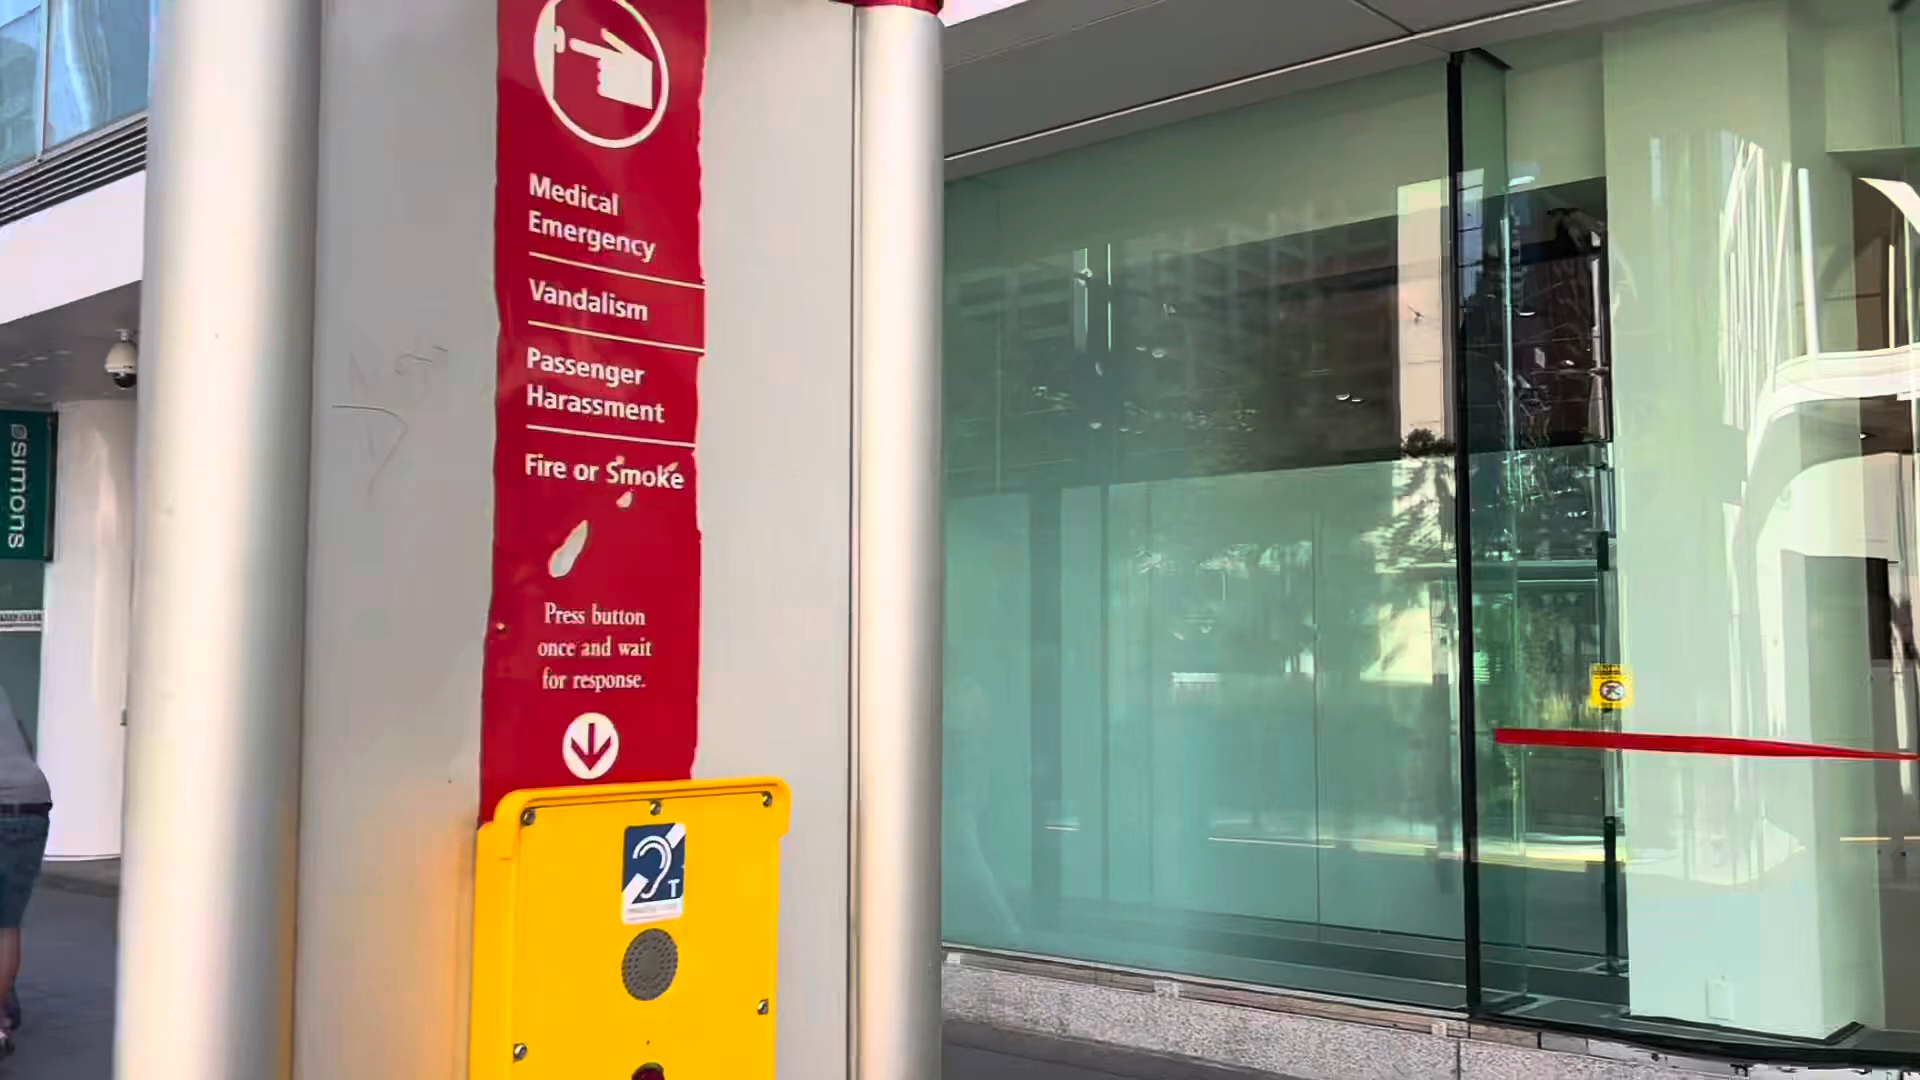 Medical
Emergency
Vandalism
Passenger
Harassment
Fire or Smoke
Press button
once and wait
for response.
T
simons